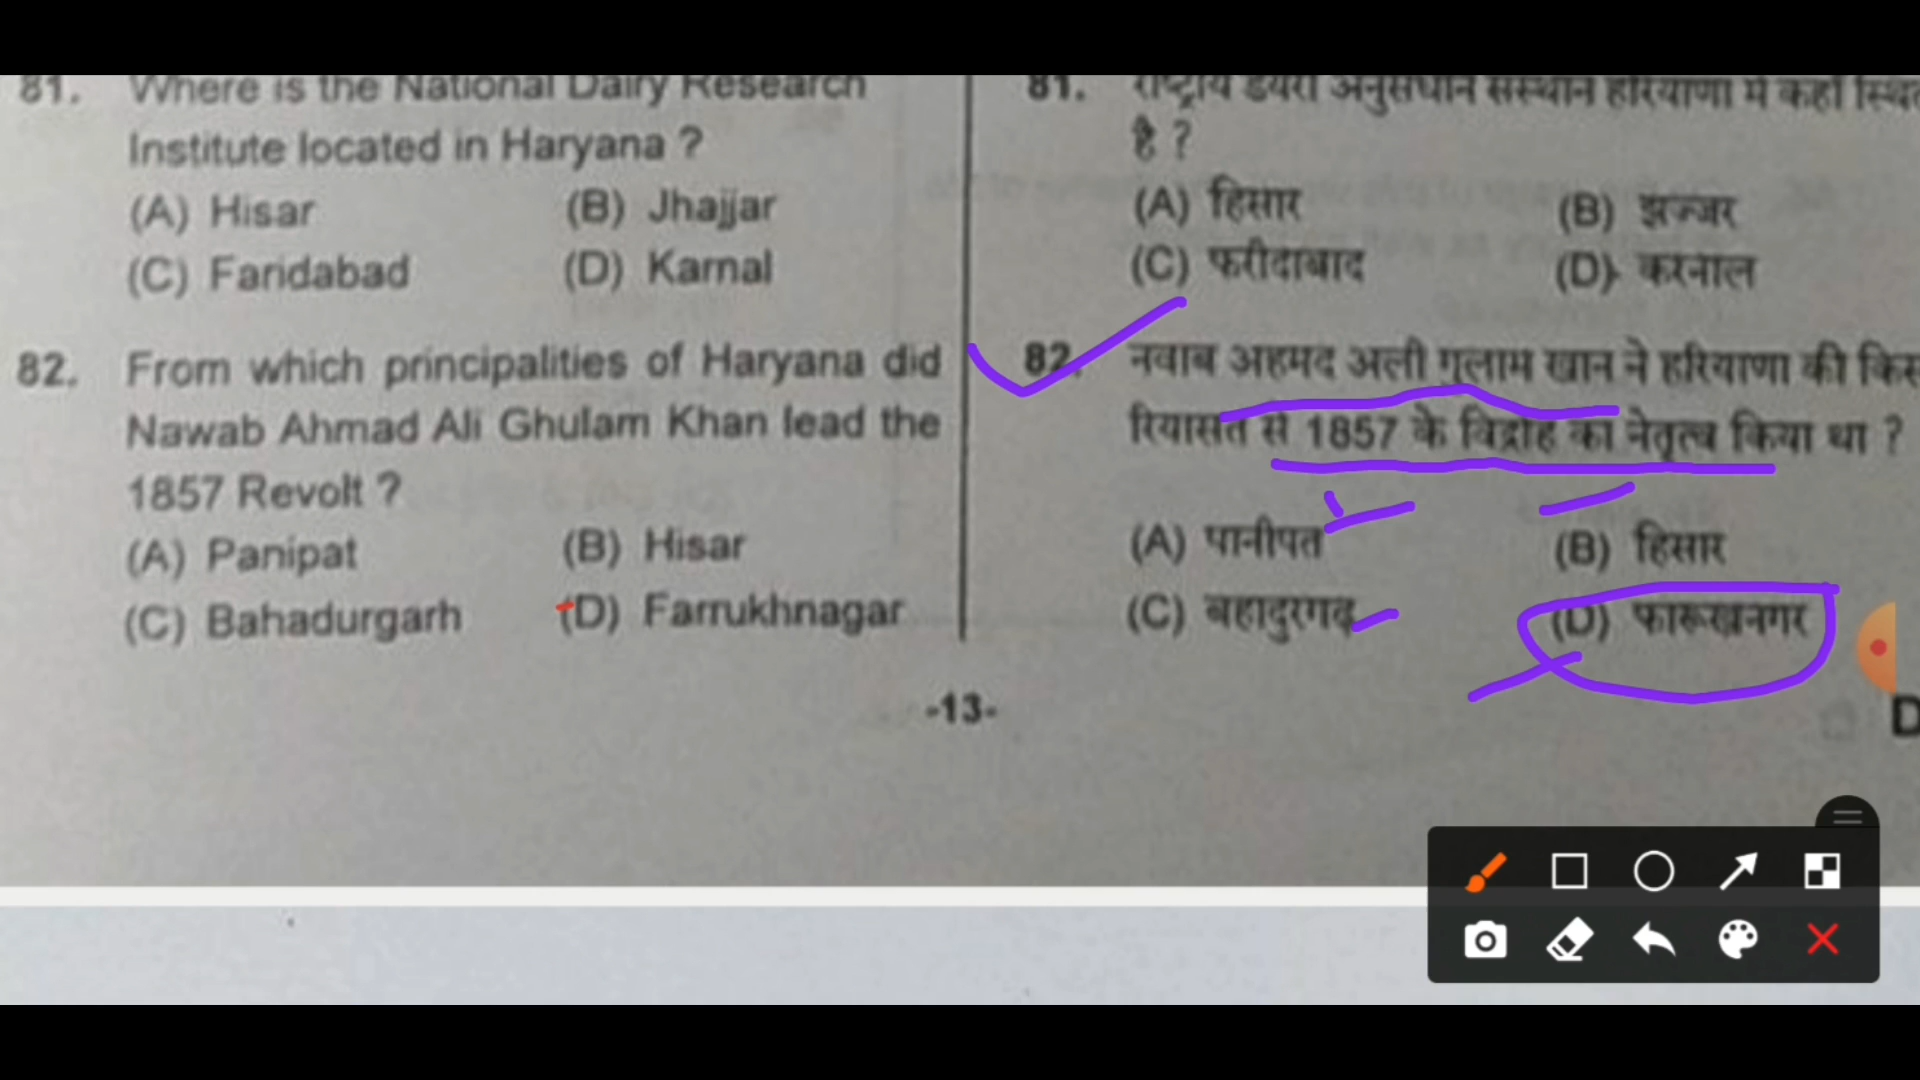 81. Where is the National Dairy Research
Institute located in Haryana ?
(A) Hisar (B) Jhajjar
(C) Faridabad (D) Karnal
82. From which principalities of Haryana did
Nawab Ahmad Ali Ghulam Khan lead the
1857 Revolt ?
(A) Panipat (B) Hisar
(C) Bahadurgarh (D) Farrukhnagar
81. राष्ट्रीय डेयरी अनुसंधान संस्थान हरियाणा में कहाँ स्थित
है ?
(A) हिसार (B) झज्जर
(C) फरीदाबाद (D) करनाल
82. नवाब अहमद अली गुलाम खान ने हरियाणा की किस
रियासत से 1857 के विद्रोह का नेतृत्व किया था ?
(A) पानीपत (B) हिसार
(C) बहादुरगढ़ (D) फारूखनगर
-13-
D